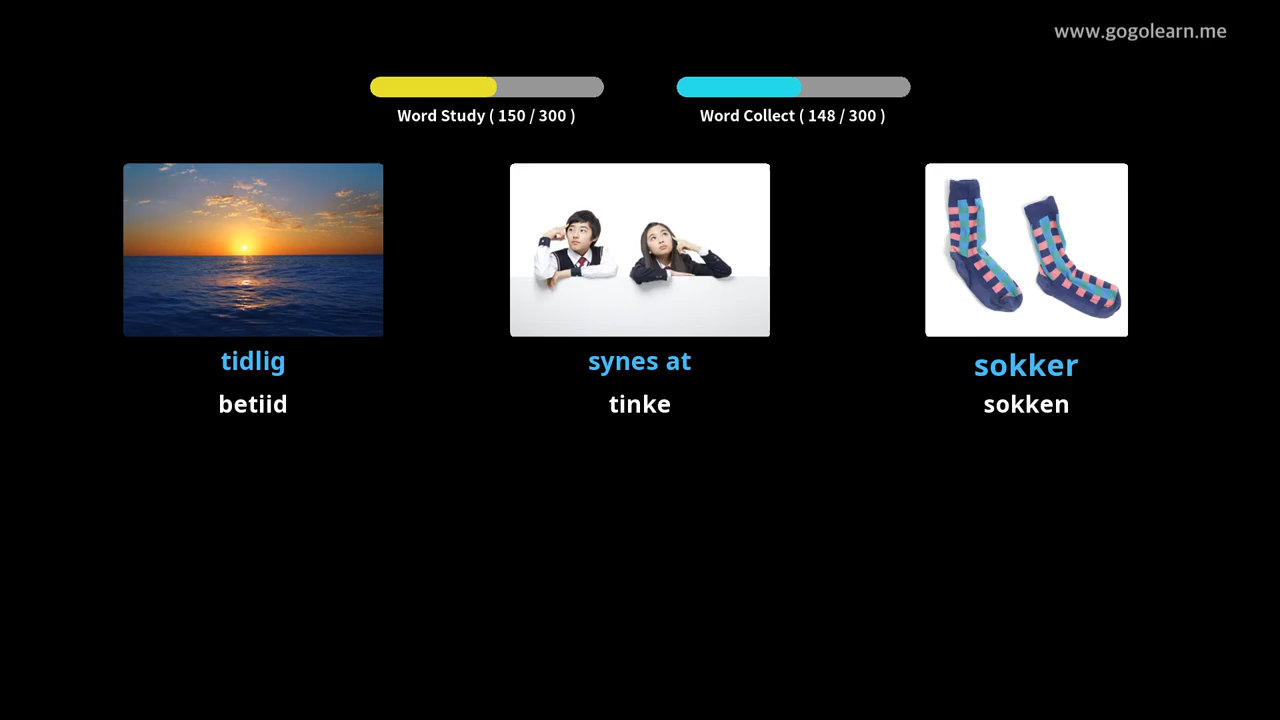 www.gogolearn.me
Word Study ( 150 / 300 )
Word Collect ( 148 / 300 )
tidlig
betiid
synes at
tinke
sokker
sokken